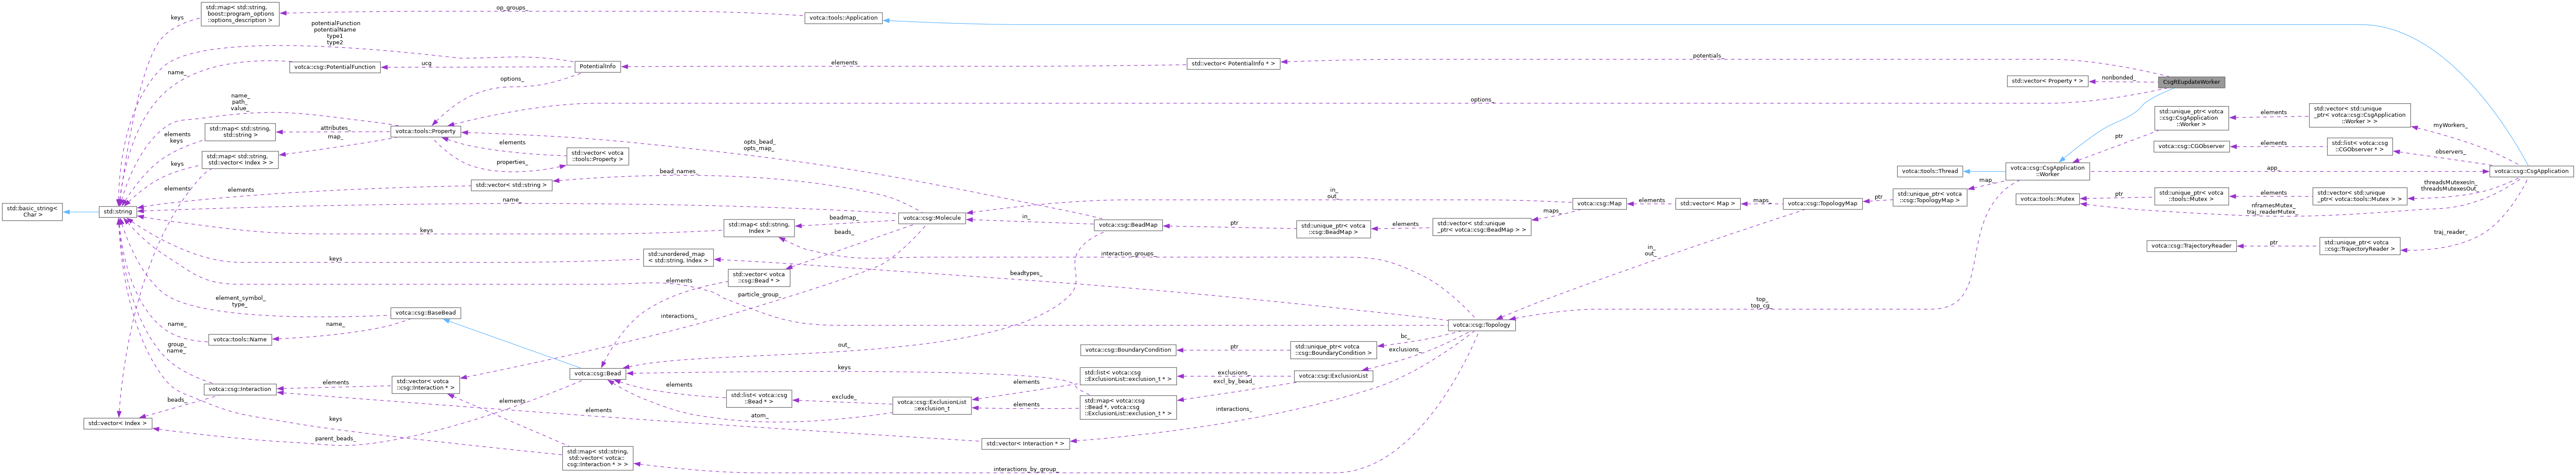 std::map< std::string,
boost::program_options
::options_description >
keys
op_groups_
votca::tools::Application
potentialFunction
potentialName
type1
type2
name_
votca::csg::PotentialFunction
ucg
PotentialInfo
options_
elements
std::vector< PotentialInfo * >
potentials_
std::vector< Property * >
nonbonded_
CsgREupdateWorker
options_
name_
path_
value_
std::map< std::string,
std::string >
attributes_
map_
votca::tools::Property
elements
keys
std::map< std::string,
std::vector< Index > >
keys
elements
properties_
std::vector< votca
::tools::Property >
opts_bead_
opts_map_
std::unique_ptr< votca
::csg::CsgApplication
::Worker >
elements
std::vector< std::unique
_ptr< votca::csg::CsgApplication
::Worker > >
myWorkers_
ptr
votca::csg::CGObserver
elements
std::list< votca::csg
::CGObserver * >
observers_
votca::tools::Thread
votca::csg::CsgApplication
::Worker
app_
votca::csg::CsgApplication
elements
elements
std::vector< std::string >
bead_names_
name_
std::basic_string<
Char >
std::string
votca::csg::Molecule
in_
out_
votca::csg::Map
elements
std::vector< Map >
maps_
votca::csg::TopologyMap
ptr
std::unique_ptr< votca
::csg::TopologyMap >
map_
votca::tools::Mutex
ptr
std::unique_ptr< votca
::tools::Mutex >
elements
std::vector< std::unique
_ptr< votca::tools::Mutex > >
threadsMutexesIn_
threadsMutexesOut_
nframesMutex_
traj_readerMutex_
keys
std::map< std::string,
Index >
beadmap_
in_
votca::csg::BeadMap
ptr
std::unique_ptr< votca
::csg::BeadMap >
elements
std::vector< std::unique
_ptr< votca::csg::BeadMap > >
maps_
traj_reader_
votca::csg::TrajectoryReader
ptr
std::unique_ptr< votca
::csg::TrajectoryReader >
beads_
keys
std::unordered_map
< std::string, Index >
interaction_groups_
in_
out_
std::vector< votca
::csg::Bead * >
beadtypes_
elements
particle_group_
element_symbol_
type_
votca::csg::BaseBead
interactions_
top_
top_cg_
name_
votca::tools::Name
name_
votca::csg::Topology
group_
name_
out_
votca::csg::BoundaryCondition
ptr
std::unique_ptr< votca
::csg::BoundaryCondition >
bc_
exclusions_
votca::csg::Bead
keys
std::list< votca::csg
::ExclusionList::exclusion_t * >
exclusions_
votca::csg::ExclusionList
excl_by_bead_
votca::csg::Interaction
elements
std::vector< votca
::csg::Interaction * >
elements
std::list< votca::csg
::Bead * >
exclude_
votca::csg::ExclusionList
::exclusion_t
elements
elements
std::map< votca::csg
::Bead *, votca::csg
::ExclusionList::exclusion_t * >
beads_
elements
elements
atom_
interactions_
std::vector< Index >
keys
parent_beads_
std::vector< Interaction * >
std::map< std::string,
std::vector< votca::
csg::Interaction * > >
interactions_by_group_